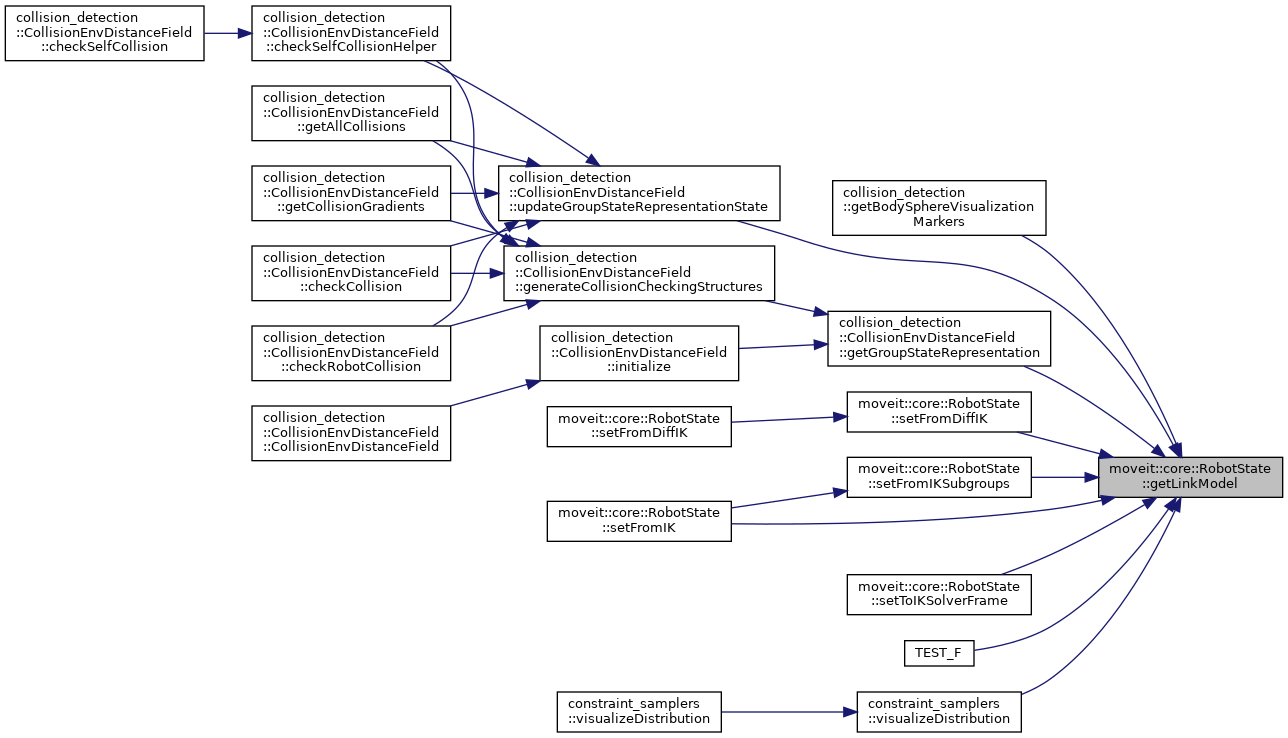 collision_detection
::CollisionEnvDistanceField
::checkSelfCollision
collision_detection
::CollisionEnvDistanceField
::checkSelfCollisionHelper
collision_detection
::CollisionEnvDistanceField
::getAllCollisions
collision_detection
::CollisionEnvDistanceField
::getCollisionGradients
collision_detection
::CollisionEnvDistanceField
::checkCollision
collision_detection
::CollisionEnvDistanceField
::checkRobotCollision
collision_detection
::CollisionEnvDistanceField
::CollisionEnvDistanceField
collision_detection
::CollisionEnvDistanceField
::updateGroupStateRepresentationState
collision_detection
::CollisionEnvDistanceField
::generateCollisionCheckingStructures
collision_detection
::CollisionEnvDistanceField
::initialize
moveit::core::RobotState
::setFromDiffIK
moveit::core::RobotState
::setFromIK
constraint_samplers
::visualizeDistribution
collision_detection
::getBodySphereVisualization
Markers
collision_detection
::CollisionEnvDistanceField
::getGroupStateRepresentation
moveit::core::RobotState
::setFromDiffIK
moveit::core::RobotState
::setFromIKSubgroups
moveit::core::RobotState
::setToIKSolverFrame
TEST_F
constraint_samplers
::visualizeDistribution
moveit::core::RobotState
::getLinkModel